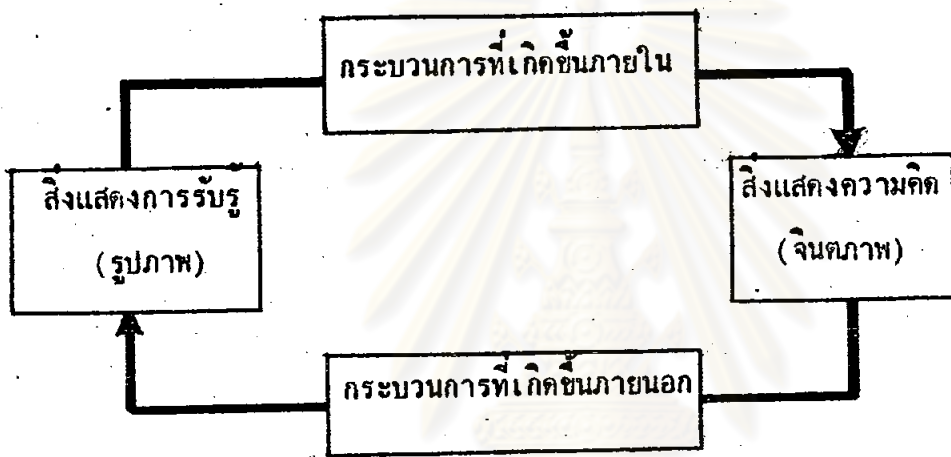 กระบวนการที่เกิดขึ้นภายใน
สิ่งแสดงการรับรู้
(รูปภาพ)
สิ่งแสดงความคิด
(จินตภาพ)
กระบวนการที่เกิดขึ้นภายนอก